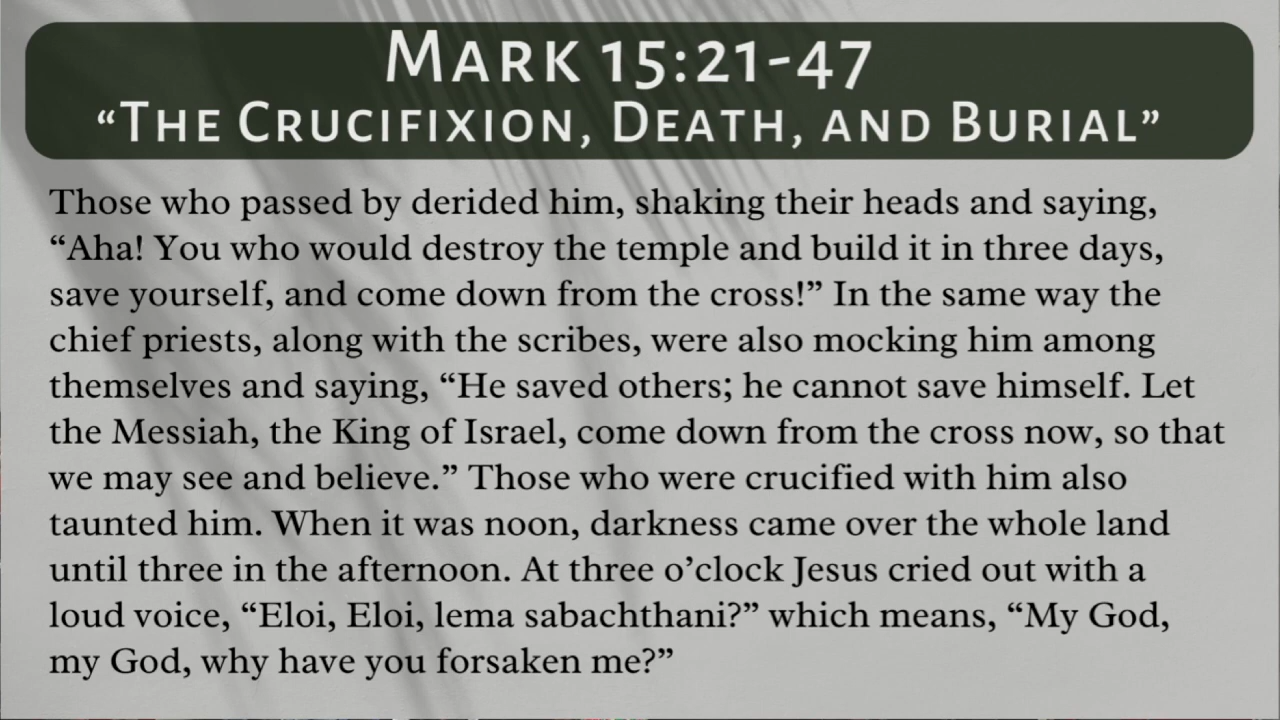 Mark 15:21-47
“The Crucifixion, Death, and Burial”
Those who passed by derided him, shaking their heads and saying,
“Aha! You who would destroy the temple and build it in three days,
save yourself, and come down from the cross!” In the same way the
chief priests, along with the scribes, were also mocking him among
themselves and saying, “He saved others; he cannot save himself. Let
the Messiah, the King of Israel, come down from the cross now, so that
we may see and believe.” Those who were crucified with him also
taunted him. When it was noon, darkness came over the whole land
until three in the afternoon. At three o’clock Jesus cried out with a
loud voice, “Eloi, Eloi, lema sabachthani?” which means, “My God,
my God, why have you forsaken me?”